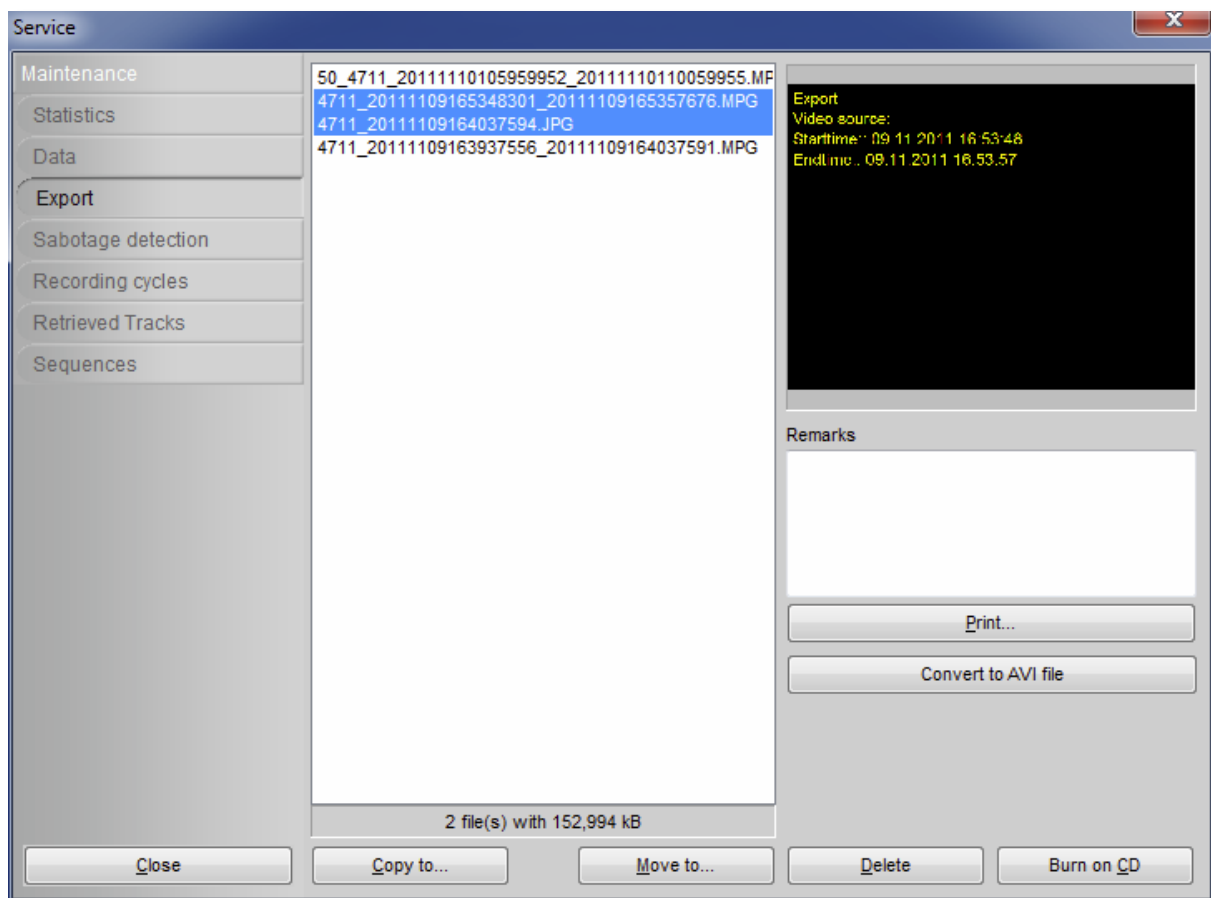 Service
X
Maintenance
Statistics
Data
Export
Sabotage detection
Recording cycles
Retrieved Tracks
Sequences
50_4711_20111110105959952_20111110110059955.MP
4711_20111109165348301_20111109165357676.MPG
4711_20111109164037594.JPG
4711_20111109163937556_20111109164037591.MPG
2 file(s) with 152,994 kB
Export
Video source:
Starttime:: 09.11.2011 16:53:48
Endtime:: 09.11.2011 16:53:57
Remarks
Print...
Convert to AVI file
Close
Copy to...
Move to...
Delete
Burn on CD